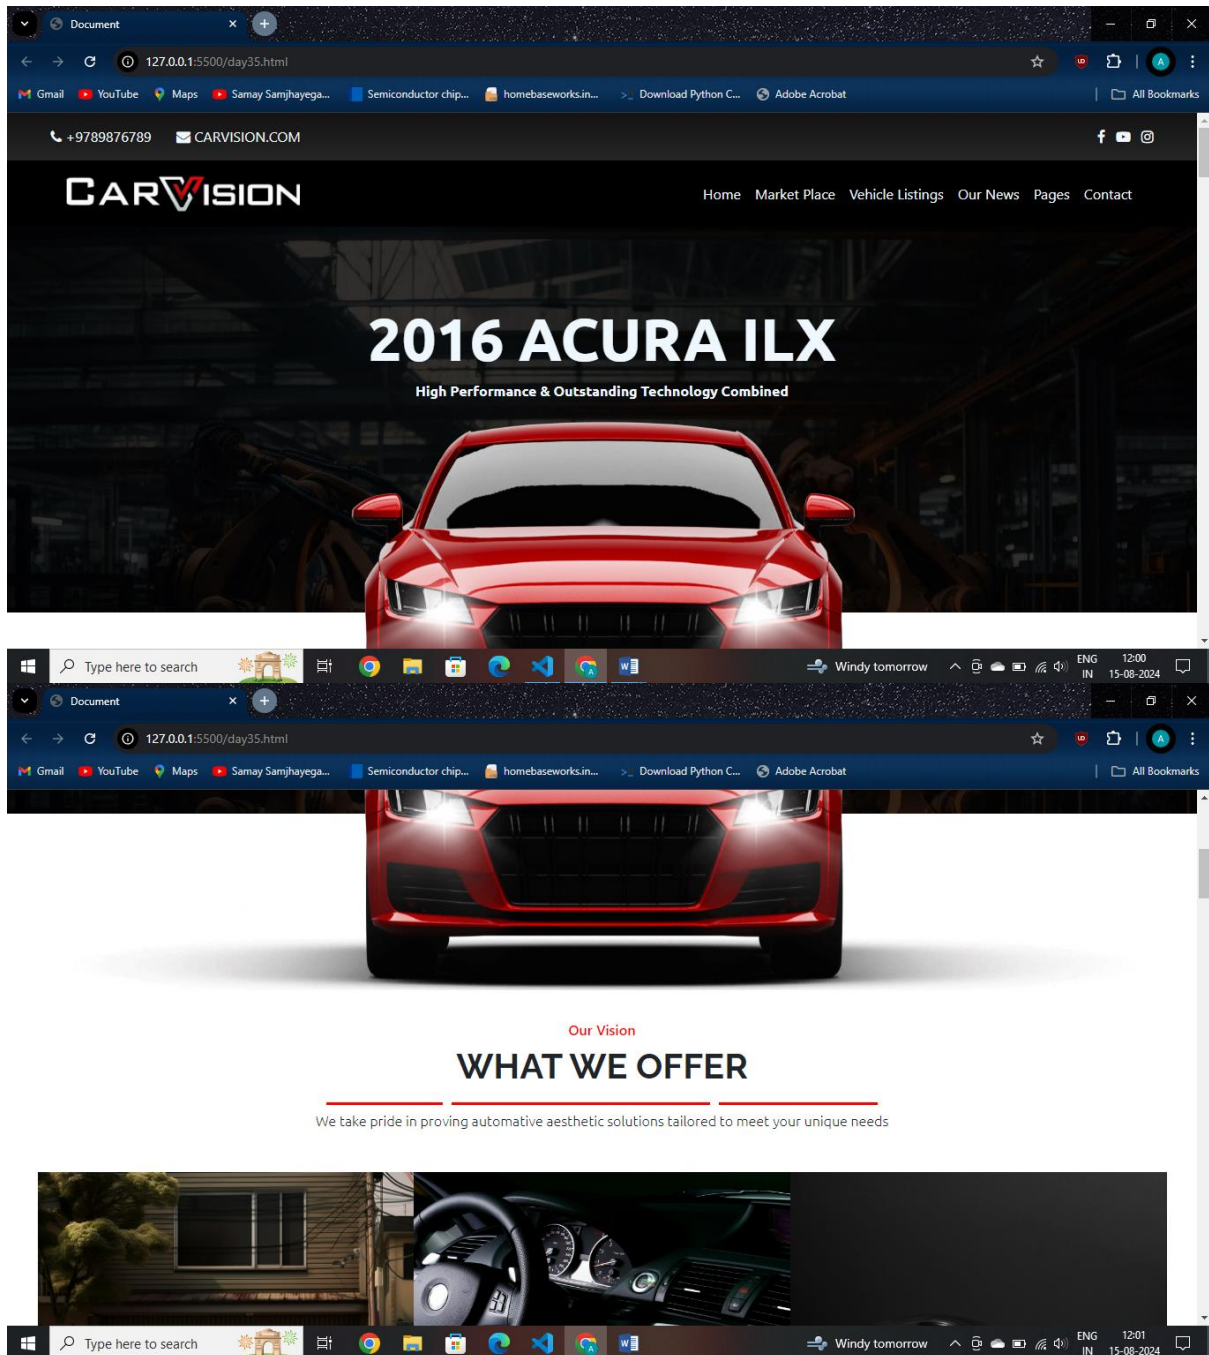 Document
127.0.0.1:5500/day35.html
Gmail YouTube Maps Samay Samjhayega... Semiconductor chip... homebaseworks.in... Download Python C... Adobe Acrobat All Bookmarks
+9789876789 CARVISION.COM
CARVISION
Home Market Place Vehicle Listings Our News Pages Contact
2016 ACURA ILX
High Performance & Outstanding Technology Combined
Type here to search Windy tomorrow ENG 12:00
IN 15-08-2024
Document
127.0.0.1:5500/day35.html
Gmail YouTube Maps Samay Samjhayega... Semiconductor chip... homebaseworks.in... Download Python C... Adobe Acrobat All Bookmarks
Our Vision
WHAT WE OFFER
We take pride in proving automative aesthetic solutions tailored to meet your unique needs
Type here to search Windy tomorrow ENG 12:01
IN 15-08-2024